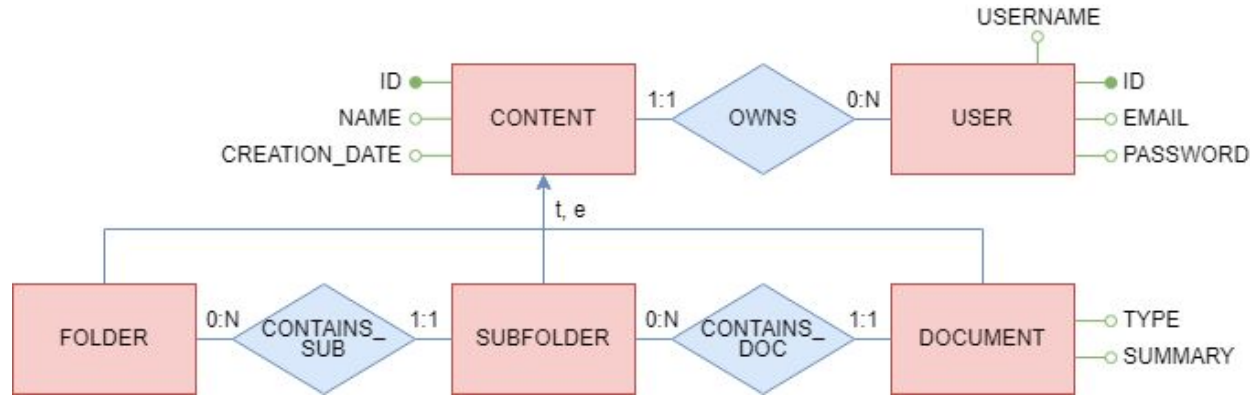 USERNAME
ID
CONTENT
1:1
OWNS
0:N
USER
ID
NAME
EMAIL
CREATION_DATE
PASSWORD
t, e
FOLDER
0:N
CONTAINS_
SUB
1:1
SUBFOLDER
0:N
CONTAINS_
DOC
1:1
DOCUMENT
TYPE
SUMMARY